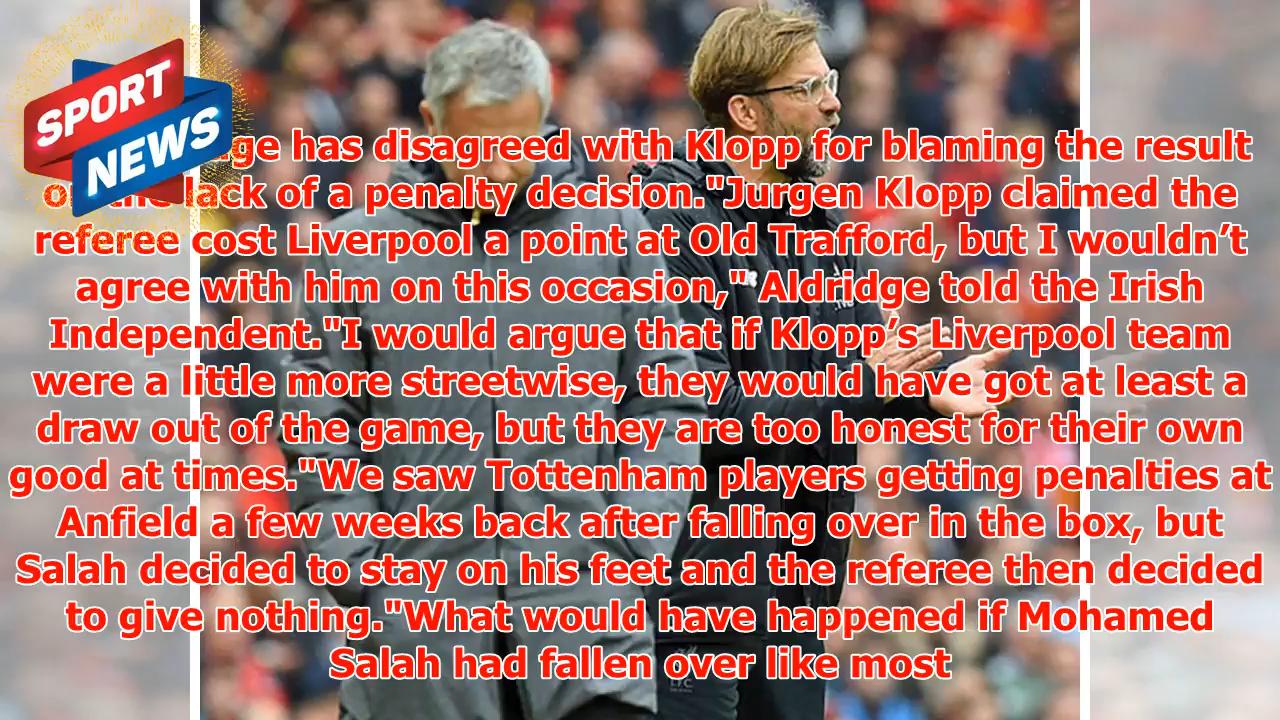 SPORT
NEWS
has disagreed with Klopp for blaming the result
lack of a penalty decision."Jurgen Klopp claimed the
referee cost Liverpool a point at Old Trafford, but I wouldn’t
agree with him on this occasion," Aldridge told the Irish
Independent."I would argue that if Klopp’s Liverpool team
were a little more streetwise, they would have got at least a
draw out of the game, but they are too honest for their own
good at times."We saw Tottenham players getting penalties at
Anfield a few weeks back after falling over in the box, but
Salah decided to stay on his feet and the referee then decided
to give nothing."What would have happened if Mohamed
Salah had fallen over like most